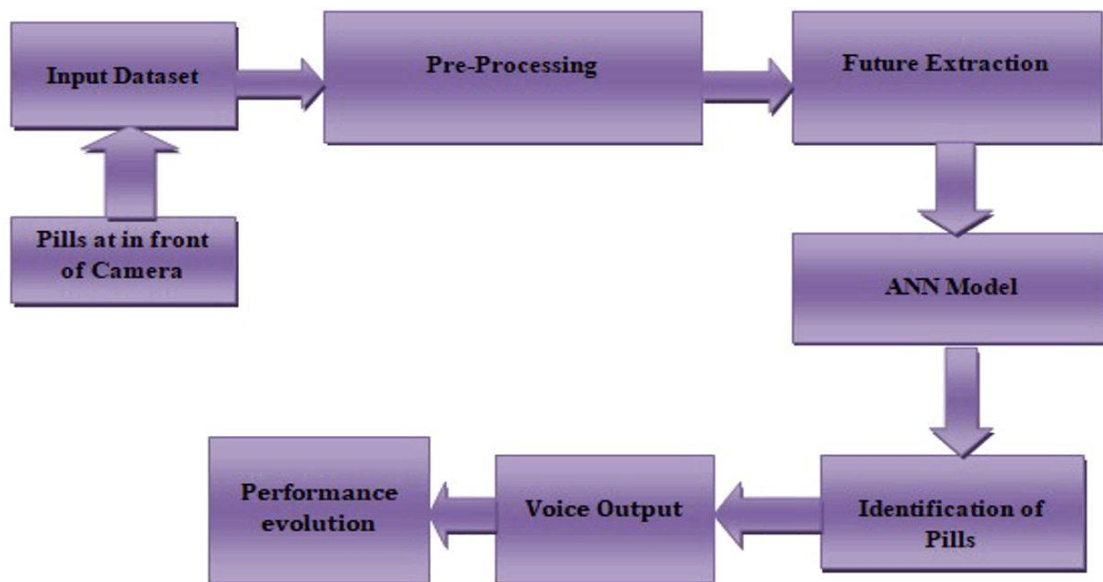 Input Dataset
Pre-Processing
Future Extraction
Pills at in front
of Camera
ANN Model
Identification of
Pills
Voice Output
Performance
evolution